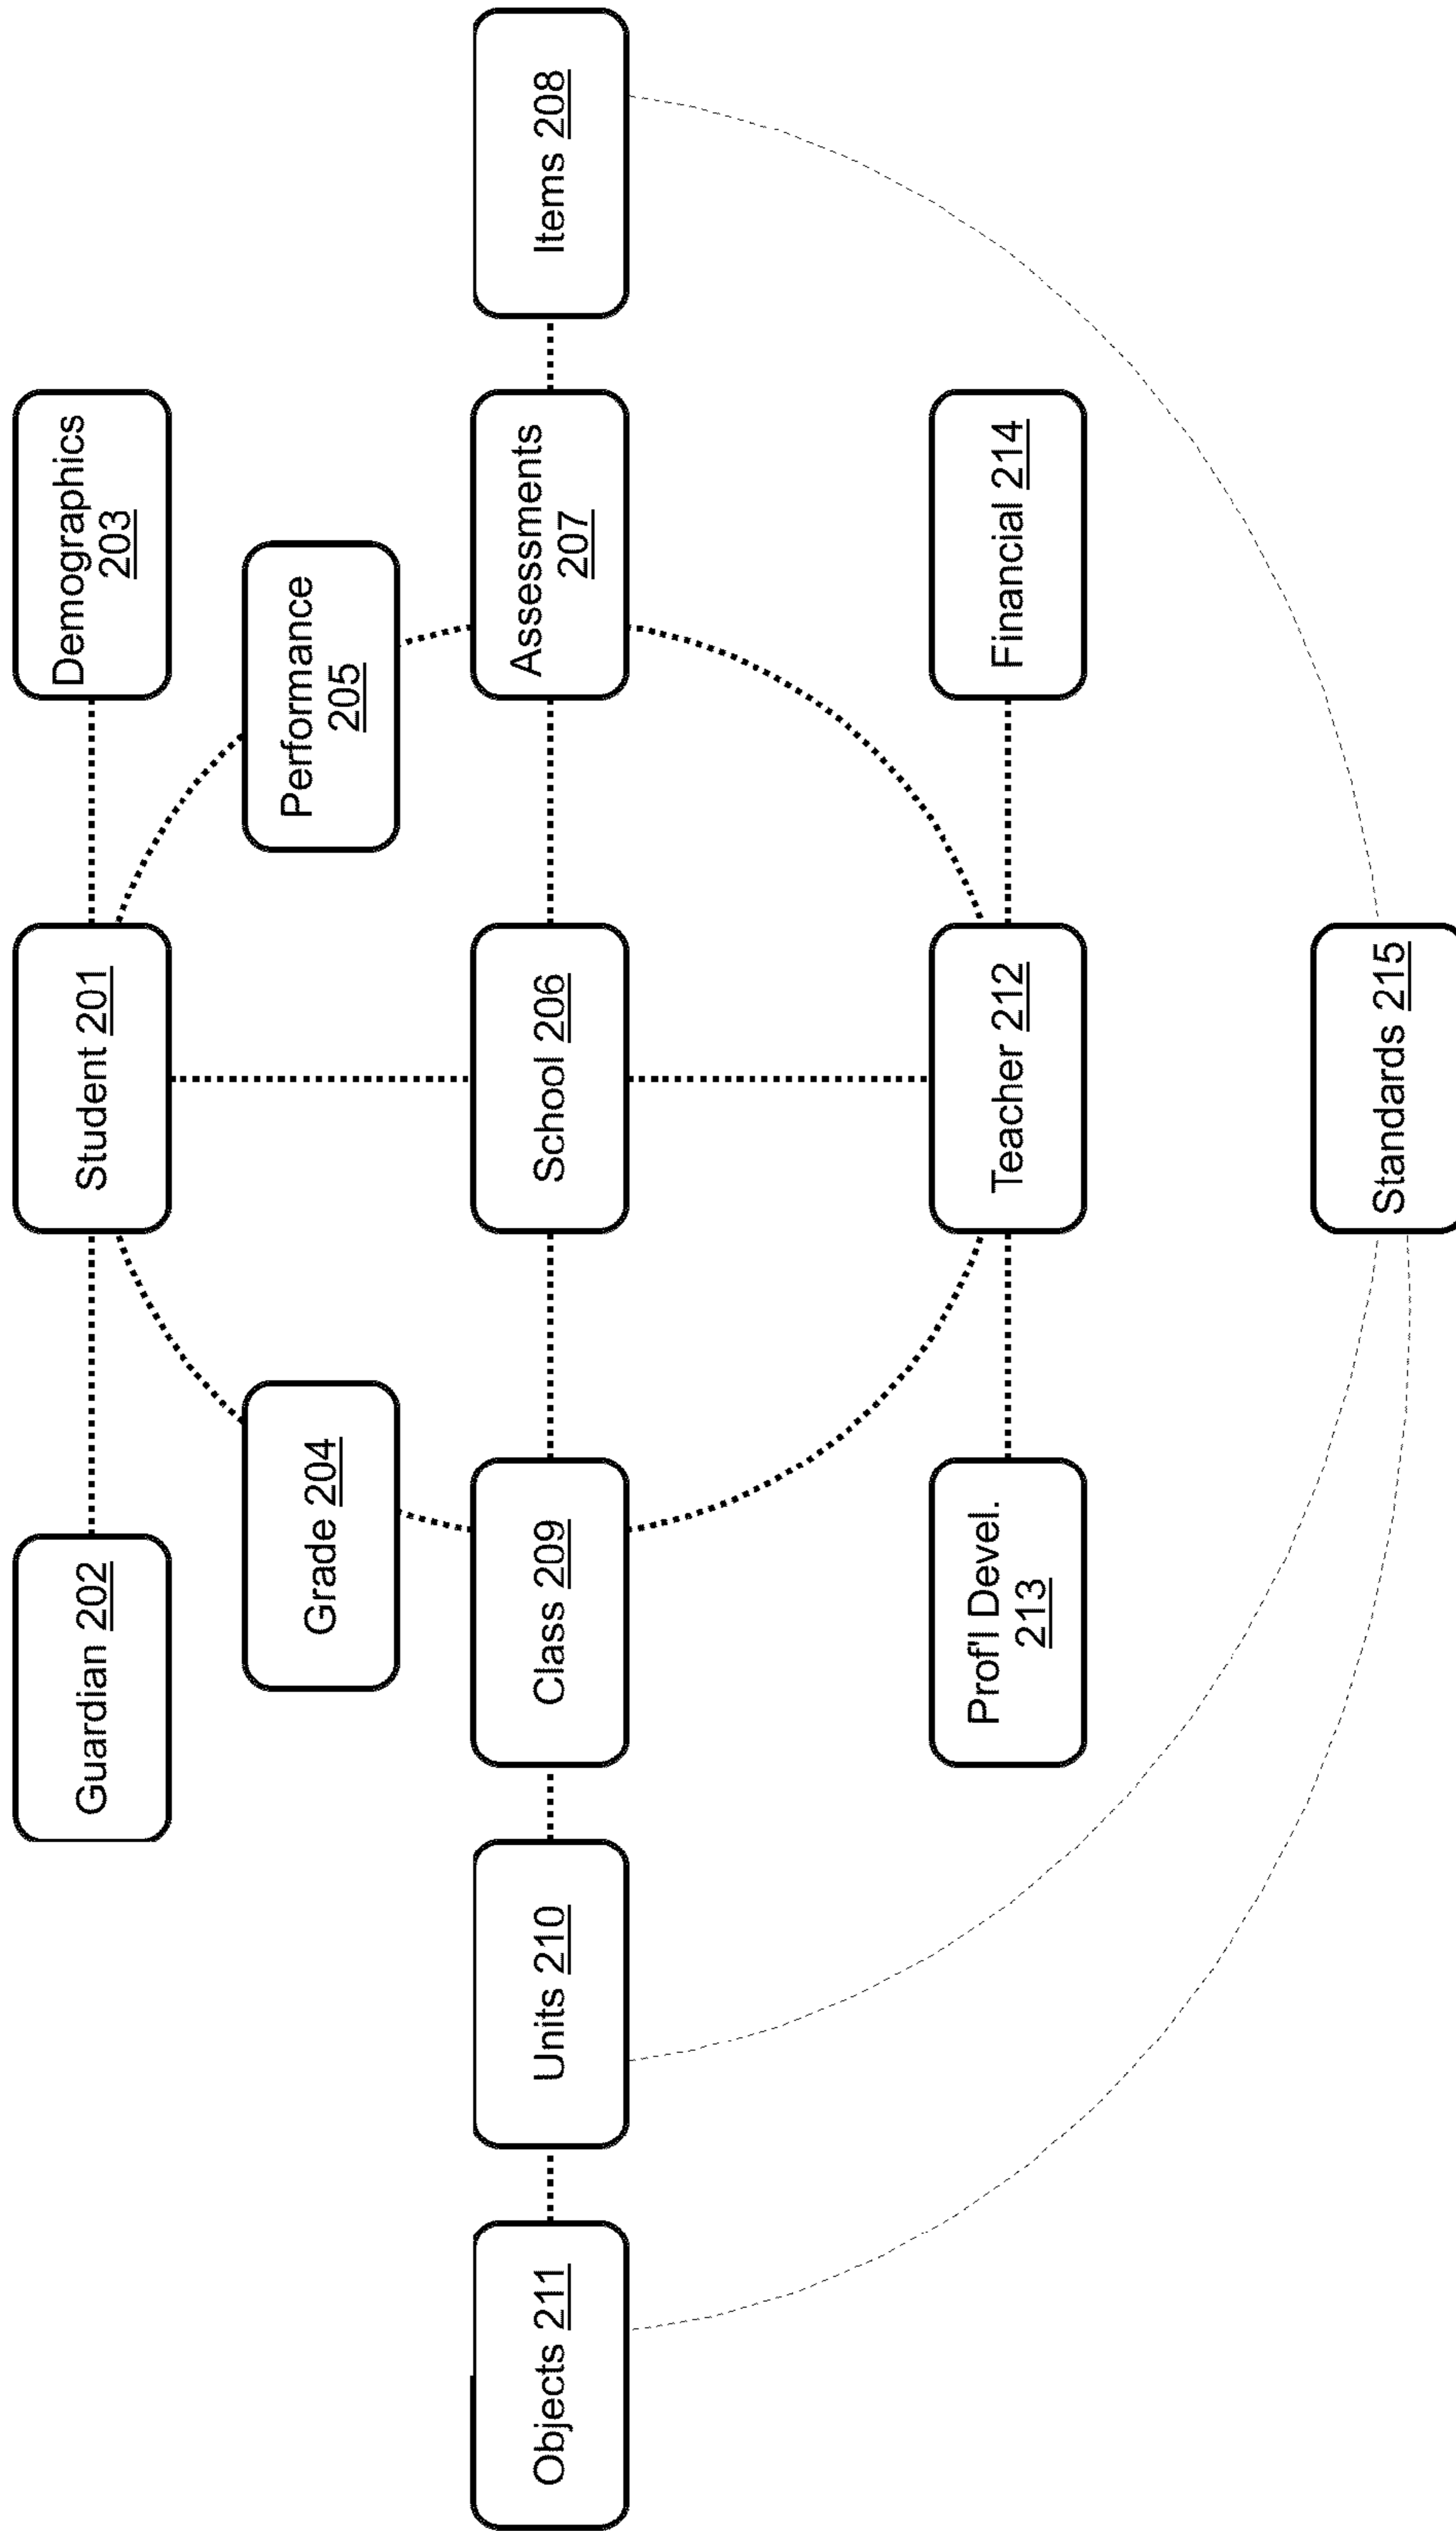 Guardian 202
Student 201
Demographics
203
Grade 204
Performance
205
Objects 211
Units 210
Class 209
School 206
Assessments
207
Items 208
Prof'l Devel.
213
Teacher 212
Financial 214
Standards 215